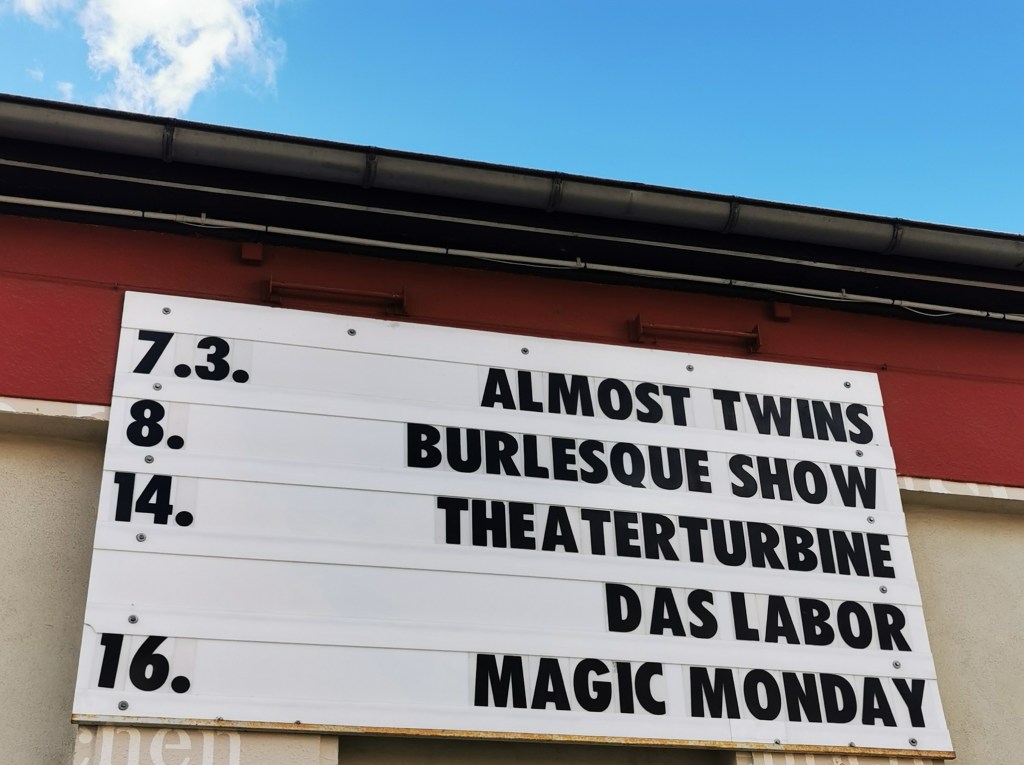 7.3. ALMOST TWINS
8. BURLESQUE SHOW
14. THEATERTURBINE
DAS LABOR
16. MAGIC MONDAY